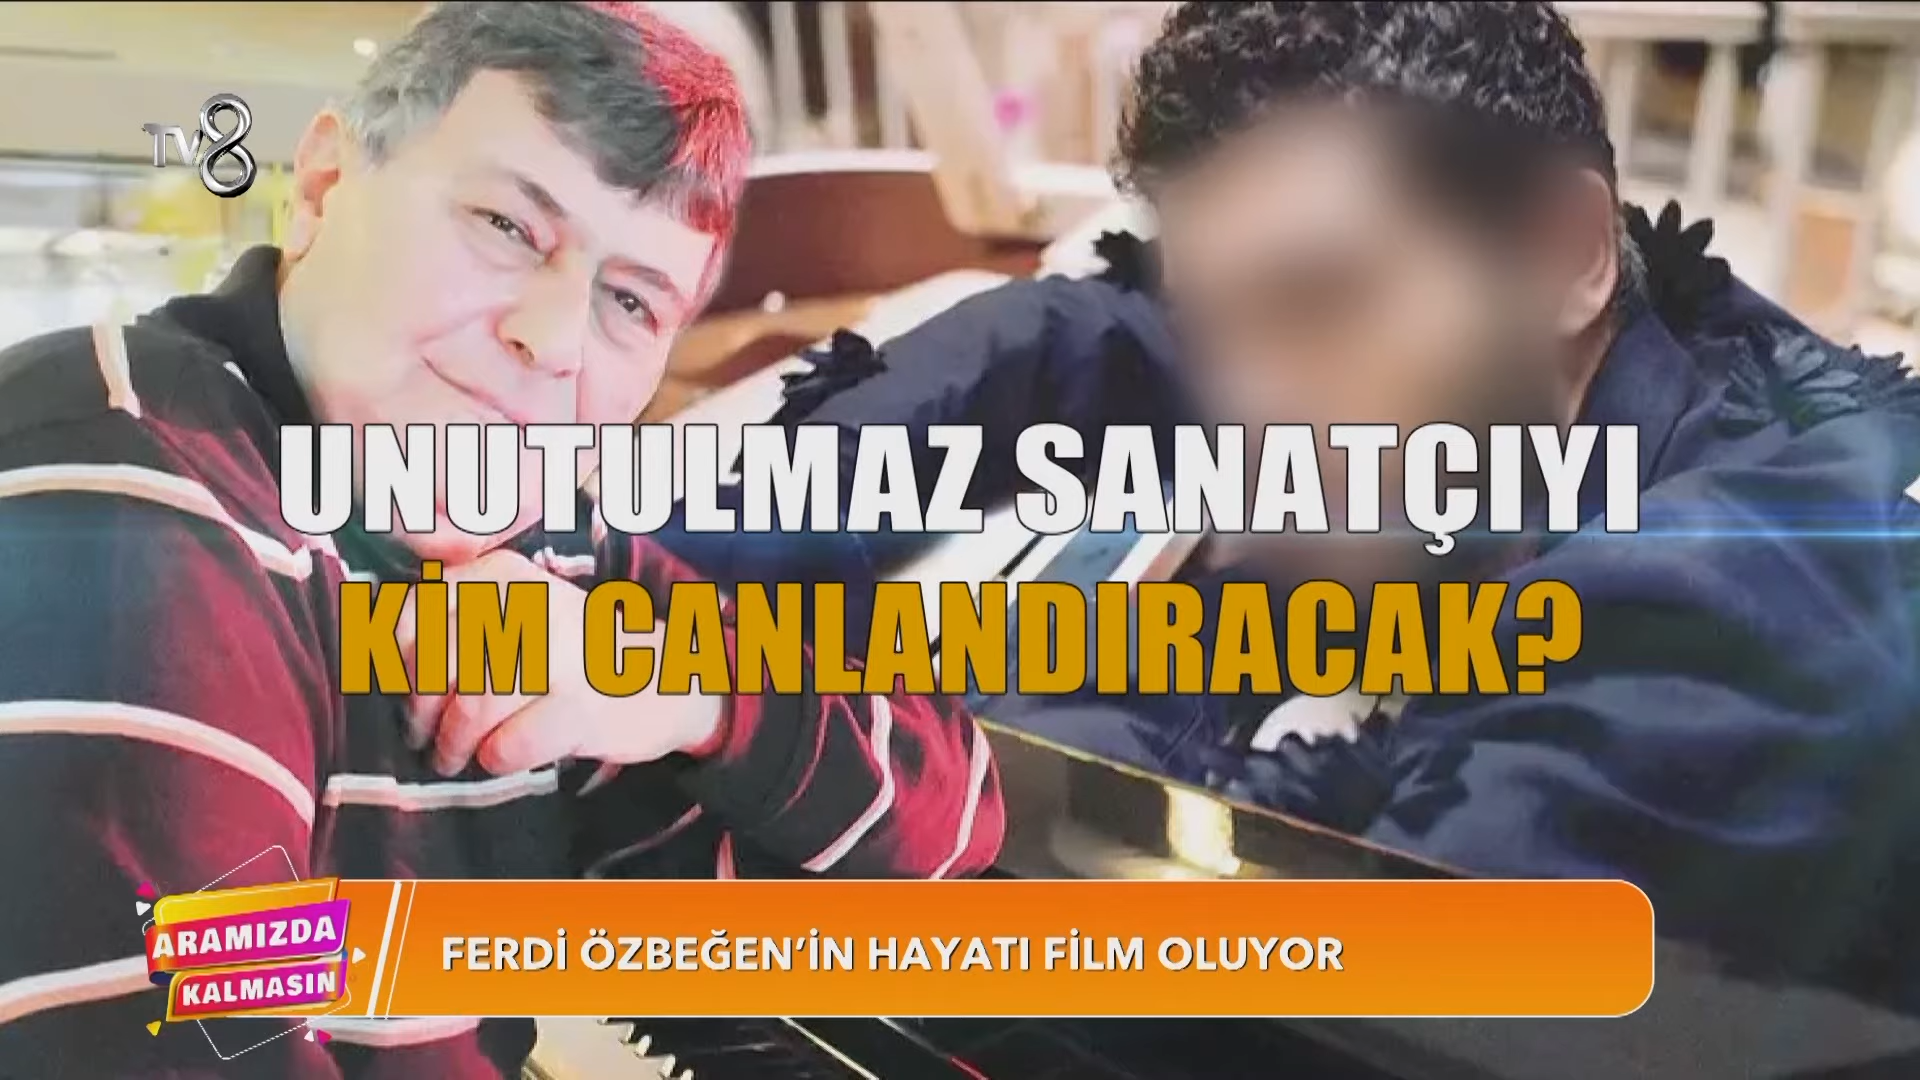 TV8
UNUTULMAZ SANATÇIYI
KİM CANLANDIRACAK?
ARAMIZDA
KALMASIN
FERDİ ÖZBEĞEN’İN HAYATI FİLM OLUYOR